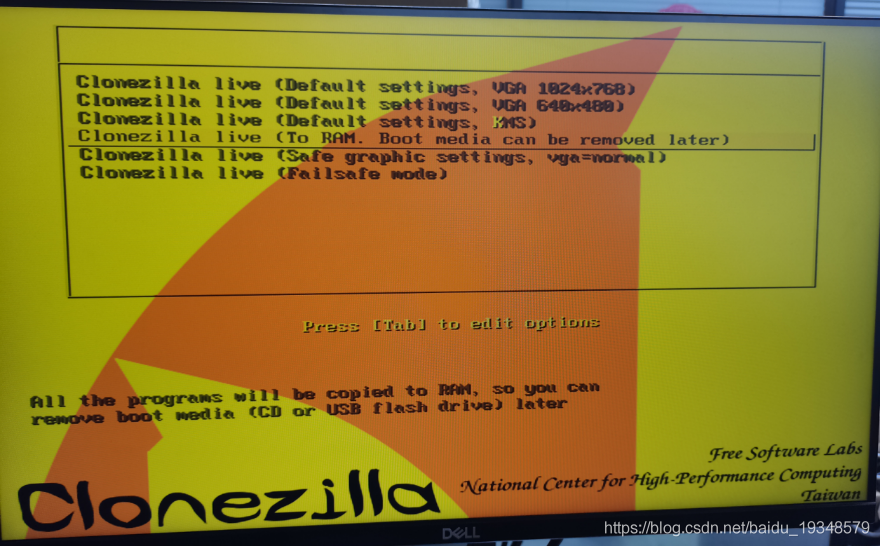 Clonezilla live (Default settings, VGA 1024x768)
Clonezilla live (Default settings, VGA 640x480)
Clonezilla live (Default settings, KMS)
Clonezilla live (To RAM. Boot media can be removed later)
Clonezilla live (Safe graphic settings, vga=normal)
Clonezilla live (Failsafe mode)
Press [Tab] to edit options
All the programs will be copied to RAM, so you can
remove boot media (CD or USB flash drive) later
Free Software Labs
National Center for High-Performance Computing
Taiwan
Clonezilla
DELL
https://blog.csdn.net/baidu_19348579